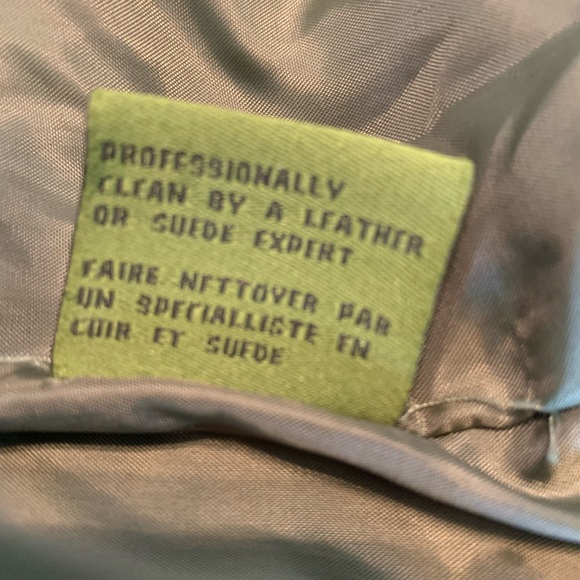 PROFESSIONALLY
CLEAN BY A LEATHER
OR SUEDE EXPERT
FAIRE NETTOYER PAR
UN SPECIALLISTE EN
CUIR ET SUEDE